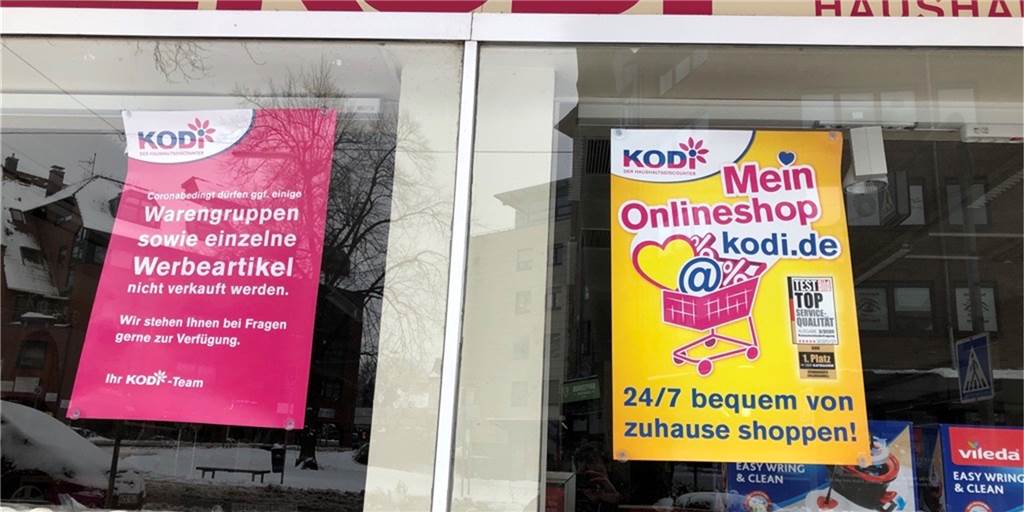 KODi
HAUSHA
KODi
DER HAUSHALTSDISCOUNTER
Coronabedingt dürfen ggf. einige
Warengruppen
sowie einzelne
Werbeartikel
nicht verkauft werden.
Wir stehen Ihnen bei Fragen
gerne zur Verfügung.
Ihr KODi-Team
KODi
DER HAUSHALTSDISCOUNTER
Mein
Onlineshop
kodi.de
%
@%
TEST Bild
TOP
SERVICE-
QUALITÄT
1. Platz
24/7 bequem von
zuhause shoppen!
EASY WRING
& CLEAN
vileda
EASY WRING
& CLEAN